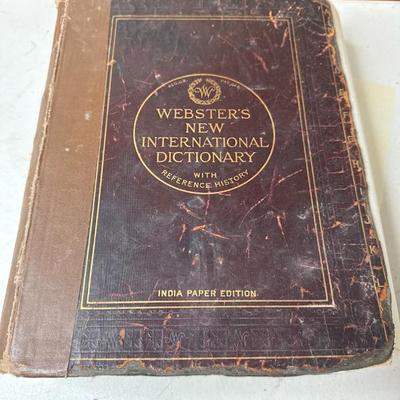 W
WEBSTER'S
NEW
INTERNATIONAL
DICTIONARY
WITH
REFERENCE HISTORY
INDIA PAPER EDITION